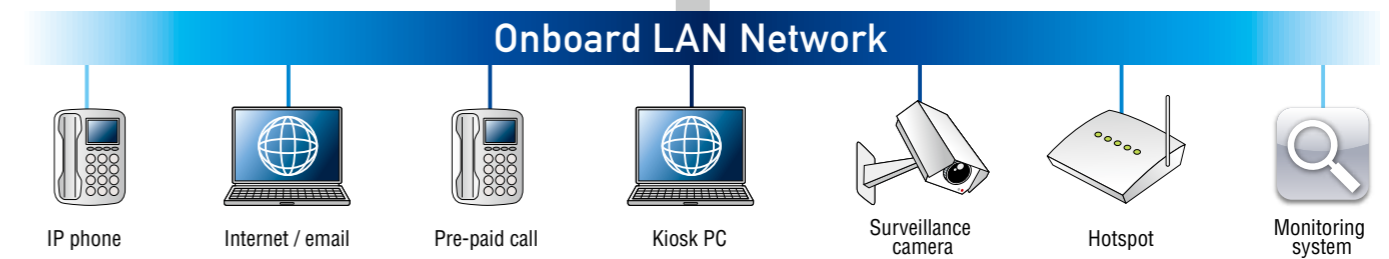 Onboard LAN Network
IP phone
Internet / email
Pre-paid call
Kiosk PC
Surveillance
camera
Hotspot
Monitoring
system